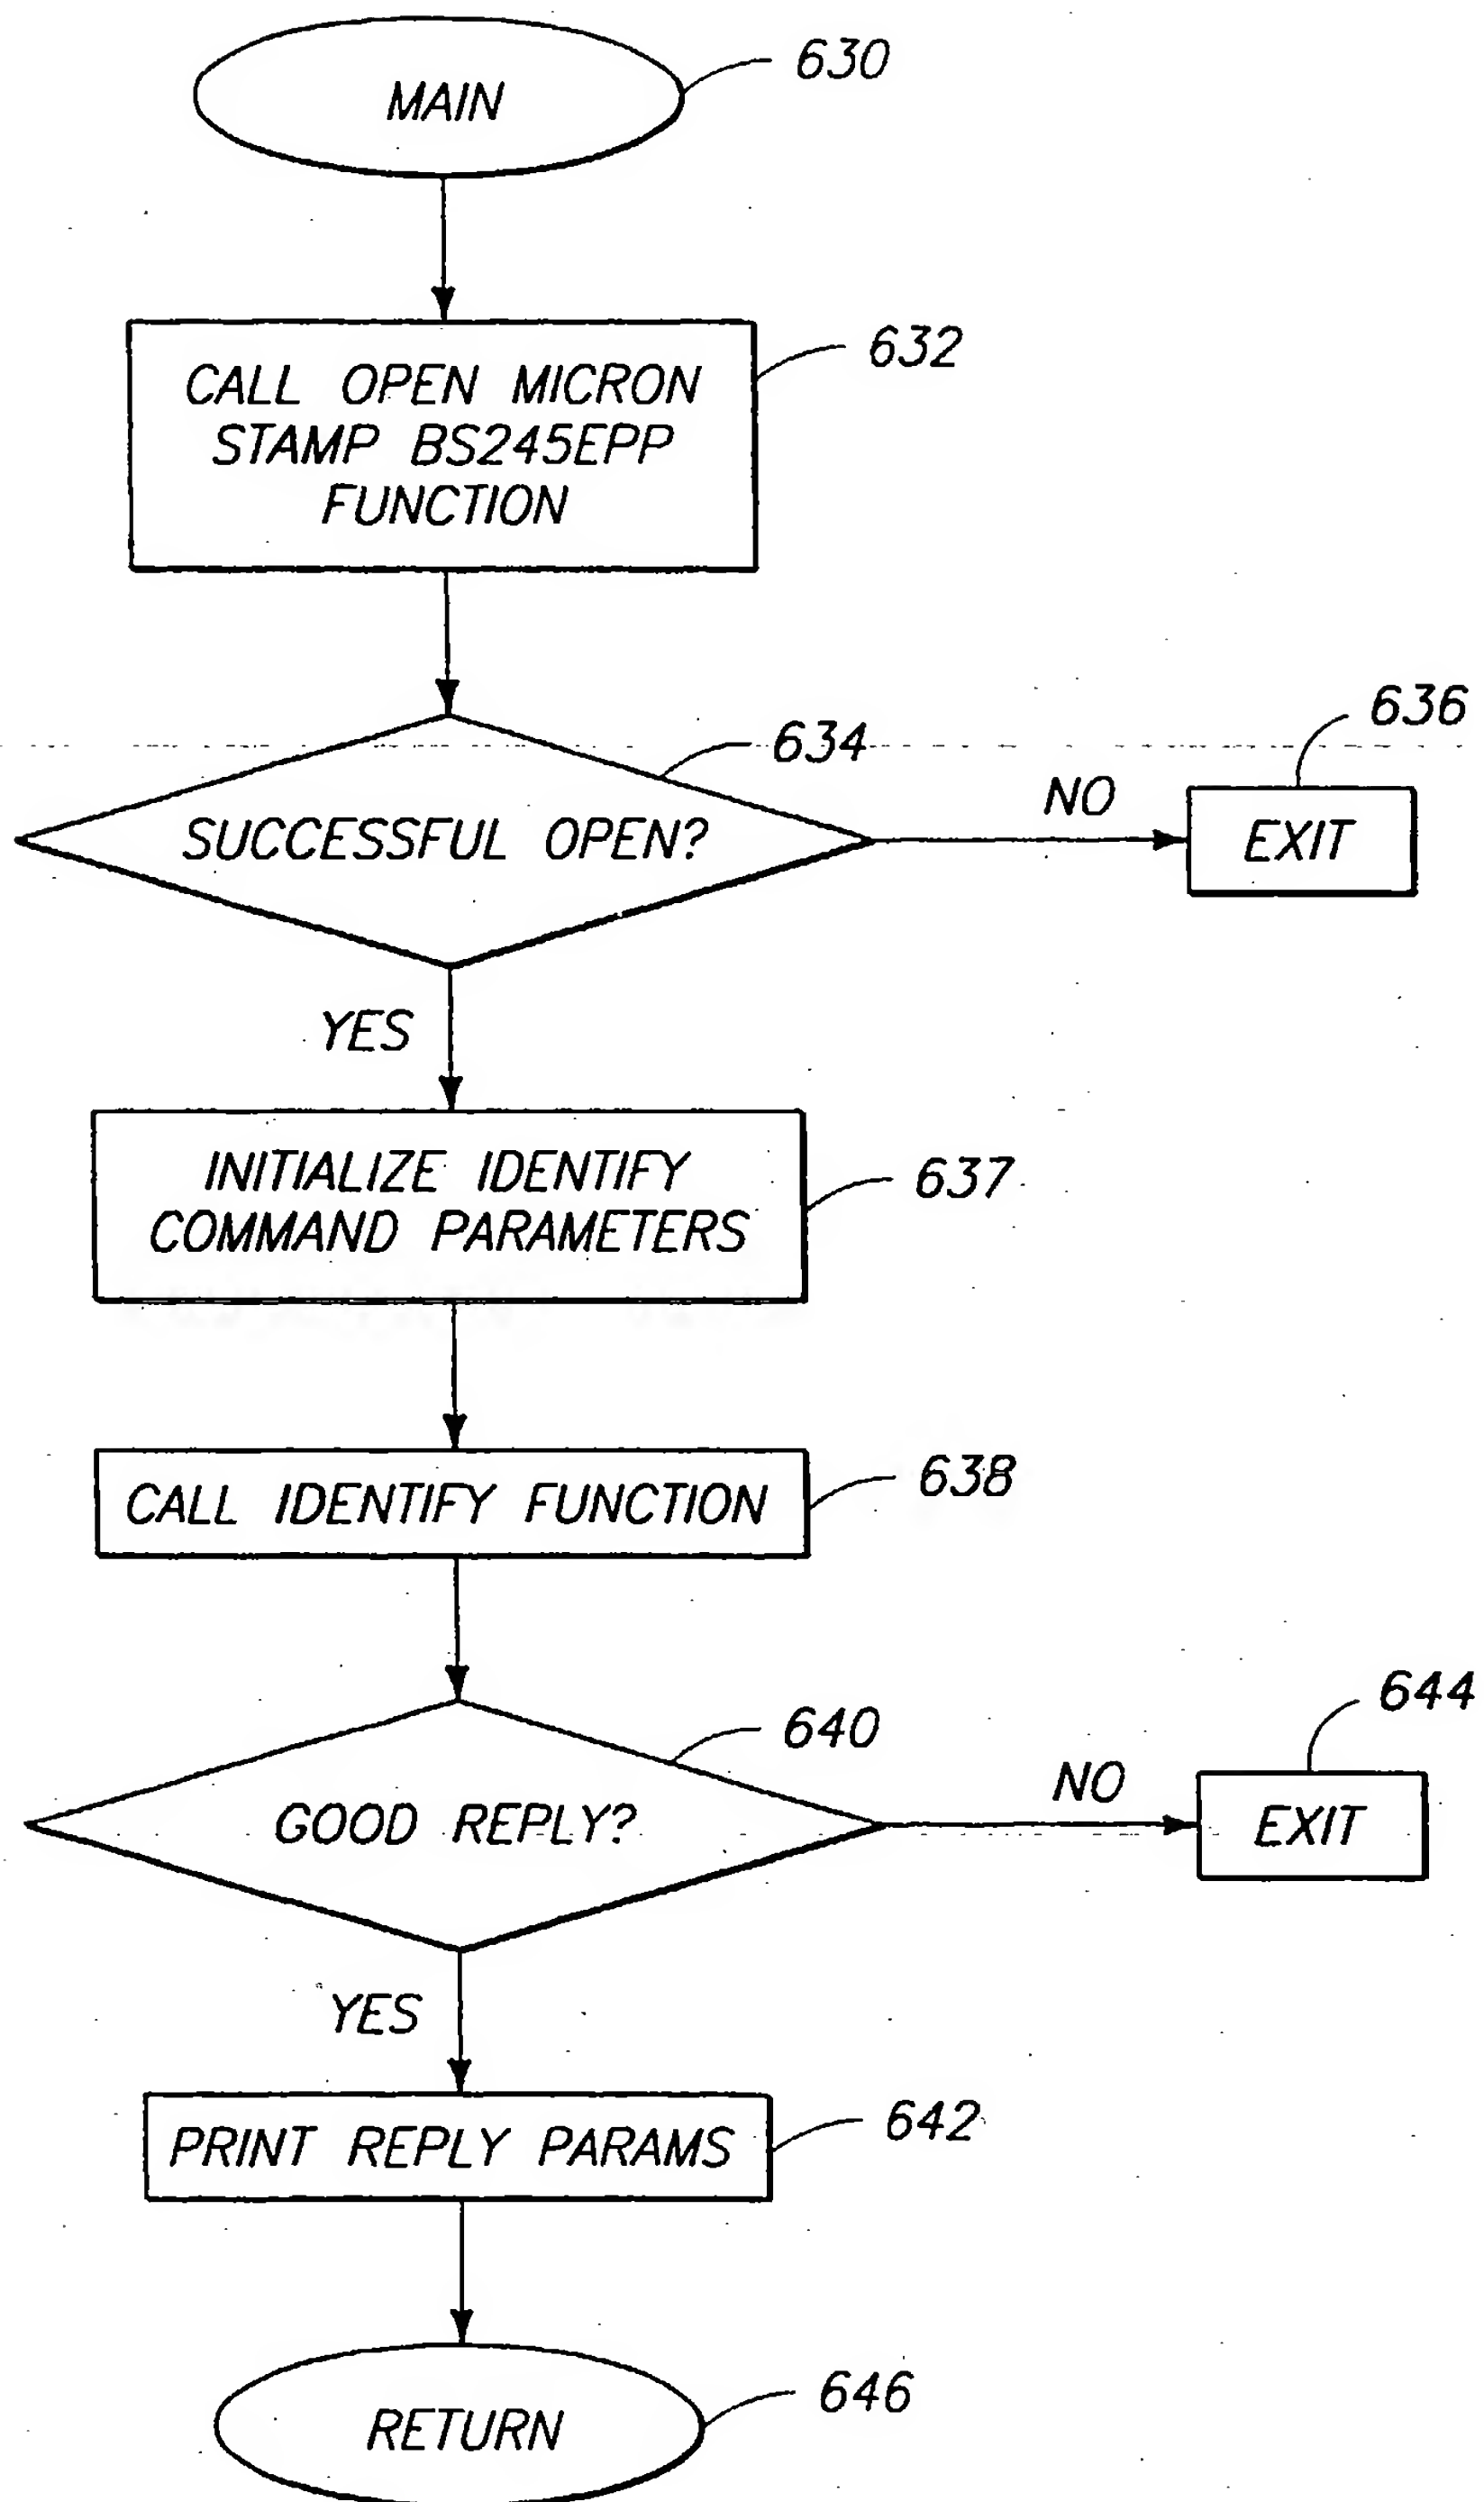 MAIN
630
CALL OPEN MICRON
STAMP BS245EPP
FUNCTION
632
SUCCESSFUL OPEN?
634
NO
EXIT
636
YES
INITIALIZE IDENTIFY
COMMAND PARAMETERS
637
CALL IDENTIFY FUNCTION
638
GOOD REPLY?
640
NO
EXIT
644
YES
PRINT REPLY PARAMS
642
RETURN
646